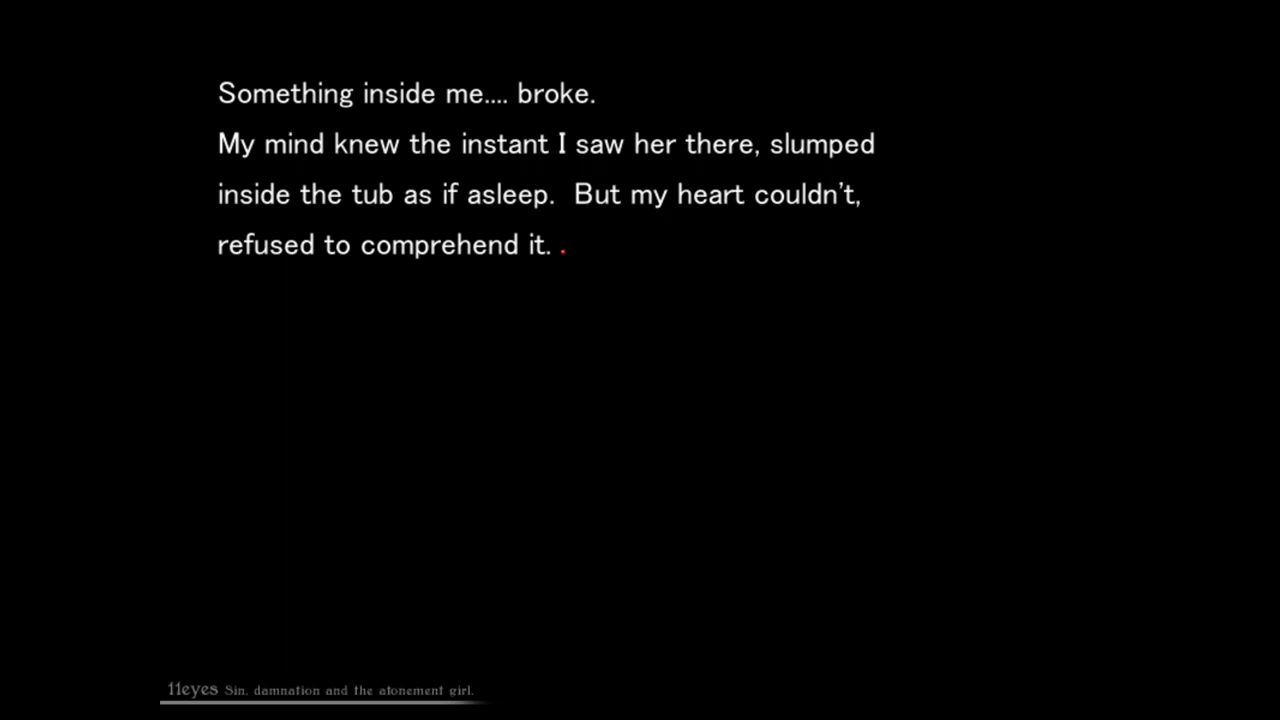 Something inside me.... broke.
My mind knew the instant I saw her there, slumped
inside the tub as if asleep.  But my heart couldn't,
refused to comprehend it.
11eyes Sin, damnation and the atonement girl.